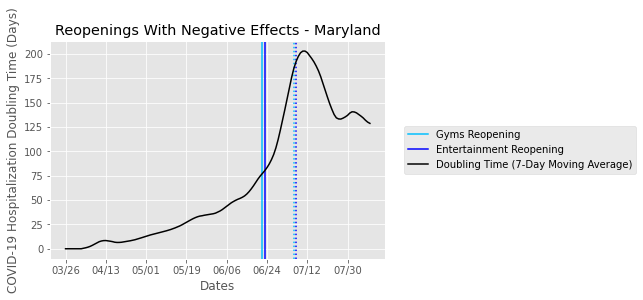 Reopenings With Negative Effects - Maryland
COVID-19 Hospitalization Doubling Time (Days)
200
175
150
125
100
75
50
25
0
03/26 04/13 05/01 05/19 06/06 06/24 07/12 07/30
Dates
Gyms Reopening
Entertainment Reopening
Doubling Time (7-Day Moving Average)